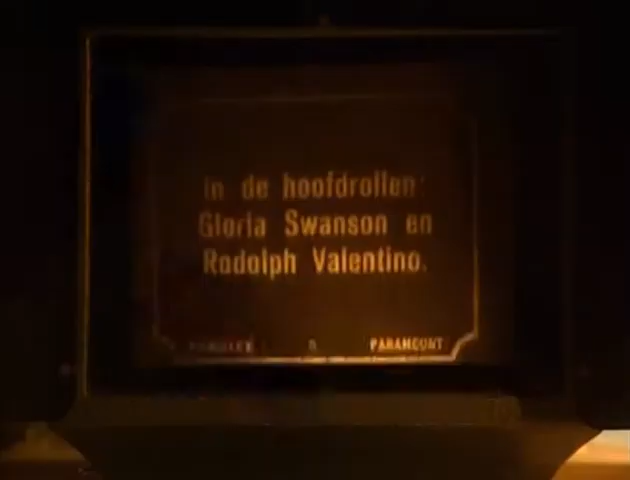 in de hoofdrollen:
Gloria Swanson en
Rodolph Valentino.
PARAMOUNT